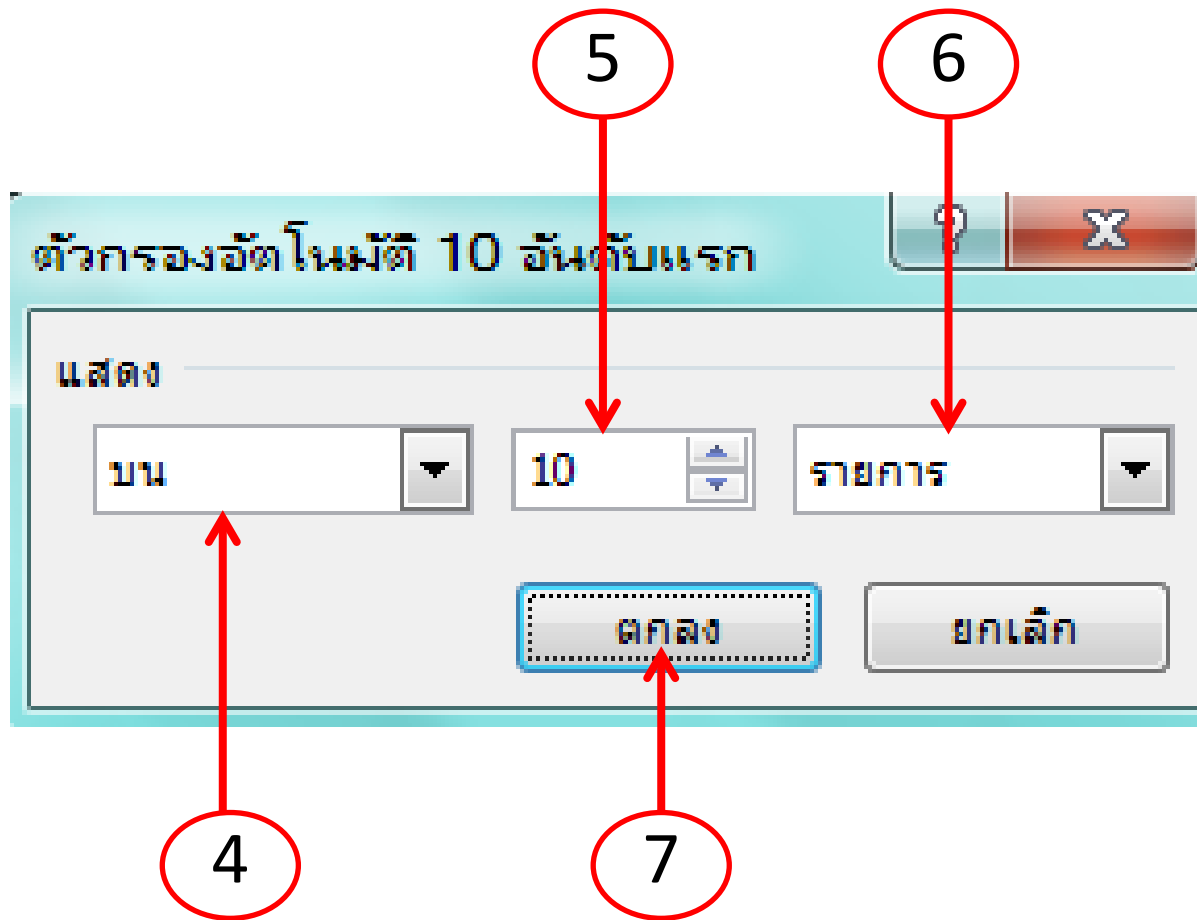 5 6
ตัวกรองอัตโนมัติ 10 อันดับแรก
แสดง
บน 10 รายการ
ตกลง ยกเลิก
4 7